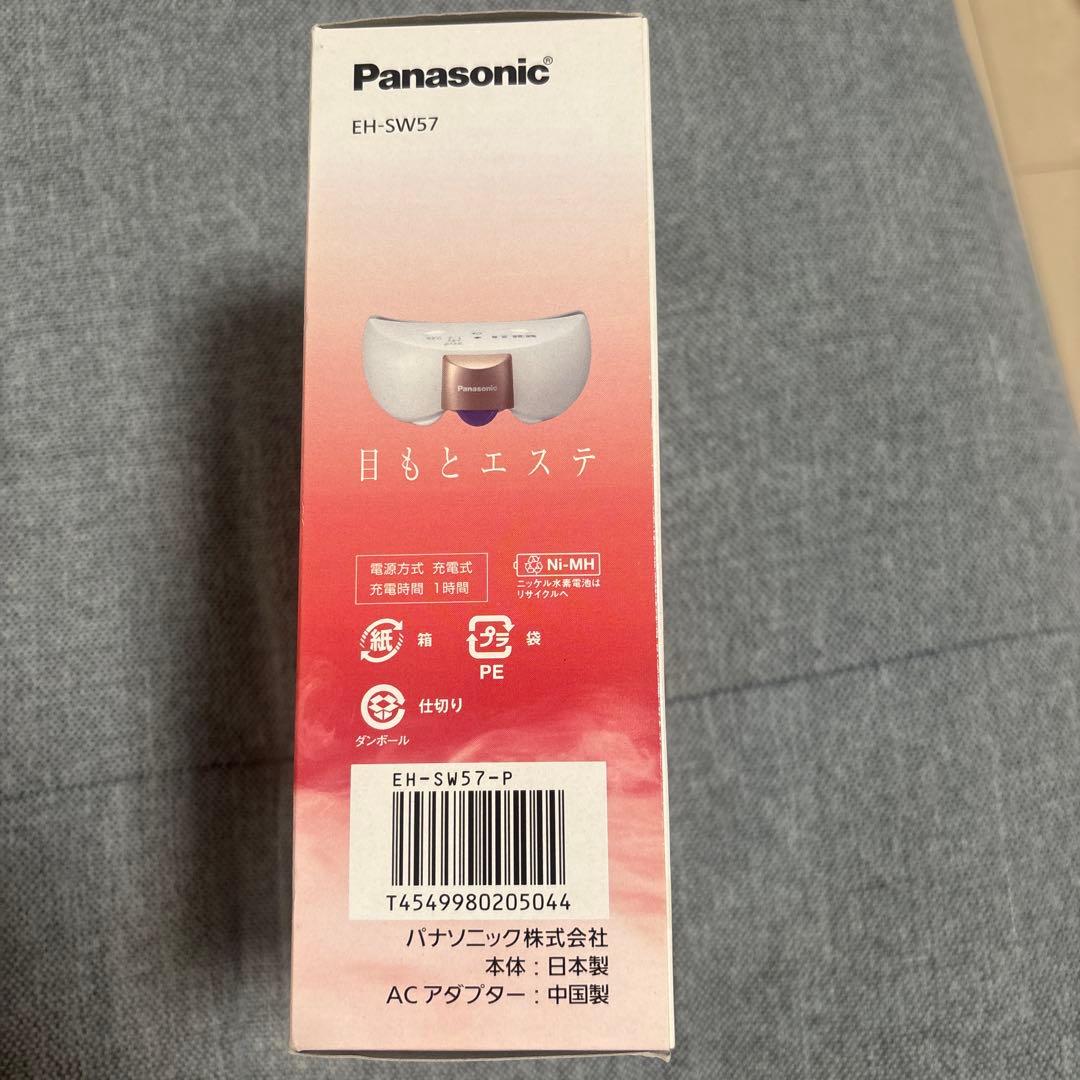 Panasonic®
EH-SW57
Panasonic
目もとエステ
電源方式 充電式
充電時間 1時間
Ni-MH
ニッケル水素電池は
リサイクルへ
紙 箱
プラ 袋
PE
仕切り
ダンボール
EH-SW57-P
T4549980205044
パナソニック株式会社
本体:日本製
ACアダプター:中国製